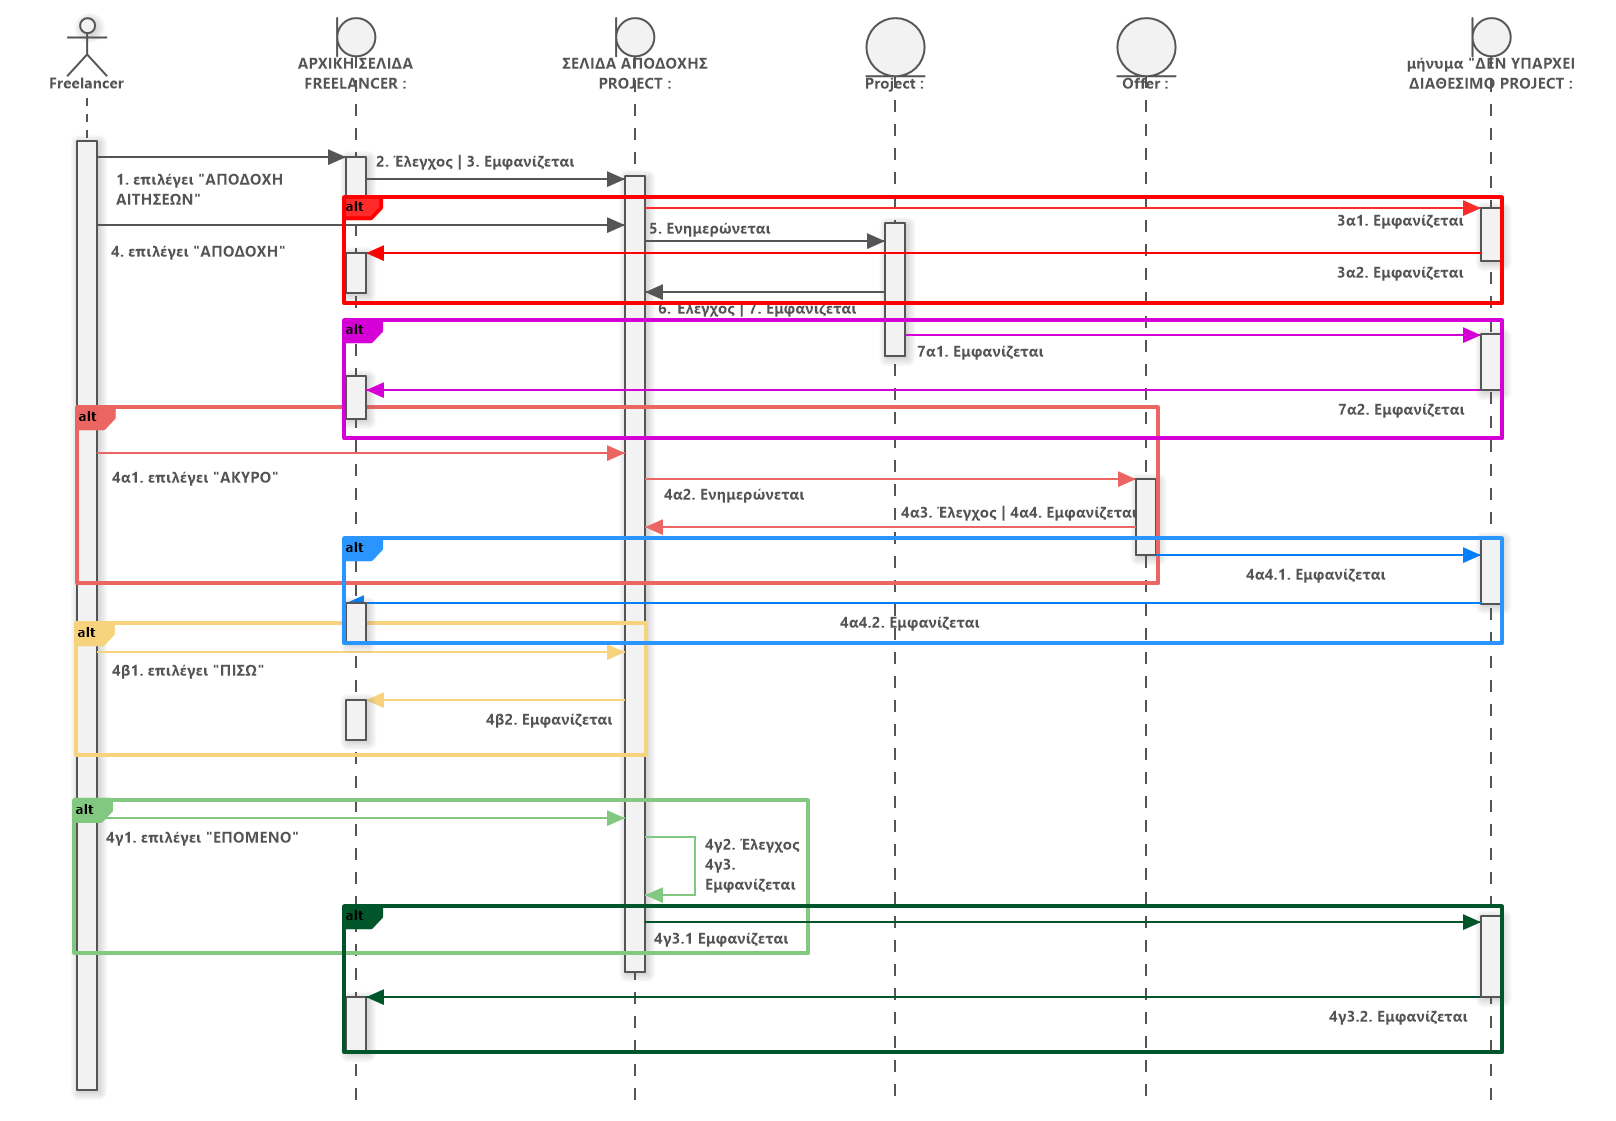 Freelancer
ΑΡΧΙΚΗ ΣΕΛΙΔΑ
FREELANCER :
ΣΕΛΙΔΑ ΑΠΟΔΟΧΗΣ
PROJECT :
Project :
Offer :
μήνυμα "ΔΕΝ ΥΠΑΡΧΕΙ
ΔΙΑΘΕΣΙΜΟ PROJECT :
2. Έλεγχος | 3. Εμφανίζεται
1. επιλέγει "ΑΠΟΔΟΧΗ
ΑΙΤΗΣΕΩΝ"
alt
3α1. Εμφανίζεται
5. Ενημερώνεται
4. επιλέγει "ΑΠΟΔΟΧΗ"
3α2. Εμφανίζεται
6. Έλεγχος | 7. Εμφανίζεται
alt
7α1. Εμφανίζεται
7α2. Εμφανίζεται
alt
4α1. επιλέγει "ΑΚΥΡΟ"
4α2. Ενημερώνεται
4α3. Έλεγχος | 4α4. Εμφανίζεται
alt
4α4.1. Εμφανίζεται
4α4.2. Εμφανίζεται
alt
4β1. επιλέγει "ΠΙΣΩ"
4β2. Εμφανίζεται
alt
4γ1. επιλέγει "ΕΠΟΜΕΝΟ"
4γ2. Έλεγχος
4γ3.
Εμφανίζεται
alt
4γ3.1 Εμφανίζεται
4γ3.2. Εμφανίζεται